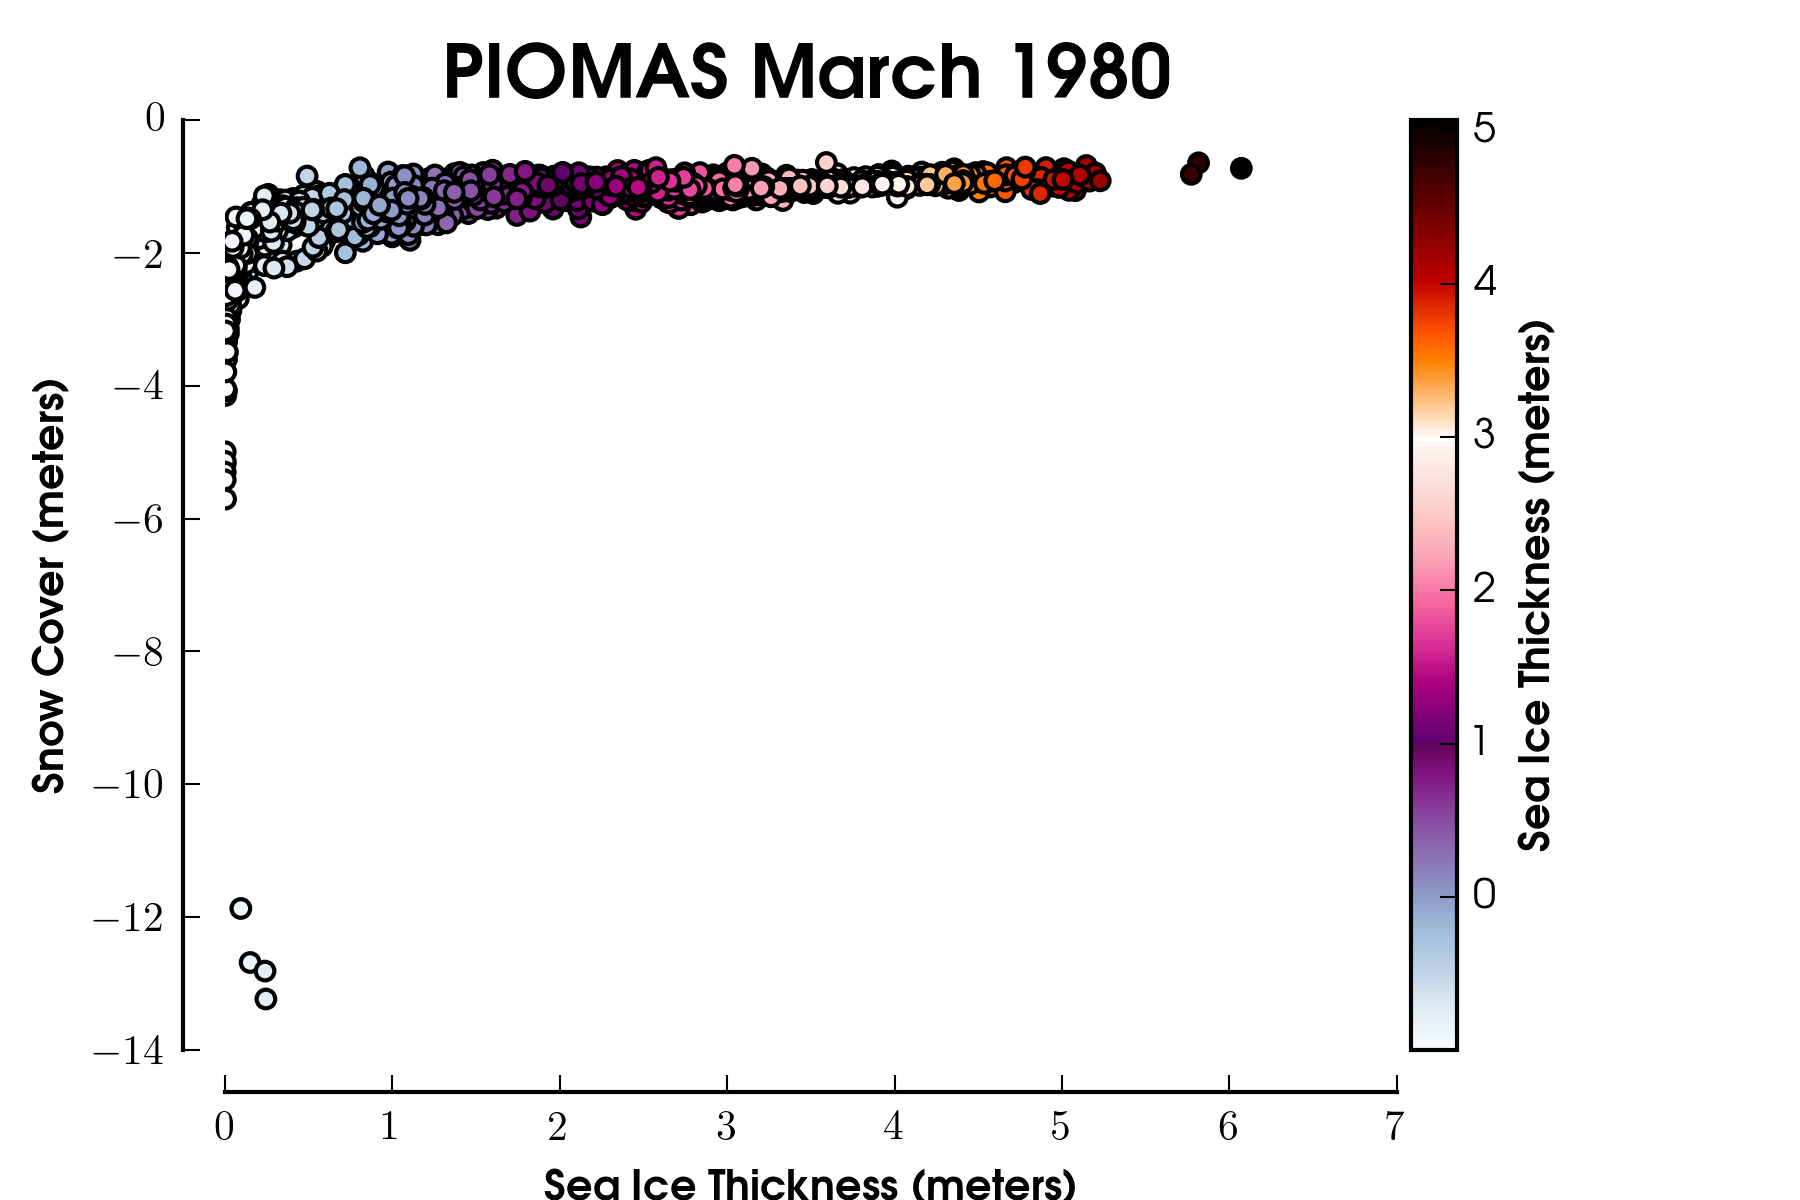 PIOMAS March 1980
0
−2
−4
−6
−8
−10
−12
−14
Snow Cover (meters)
0 1 2 3 4 5 6 7
Sea Ice Thickness (meters)
5
4
3
2
1
0
Sea Ice Thickness (meters)